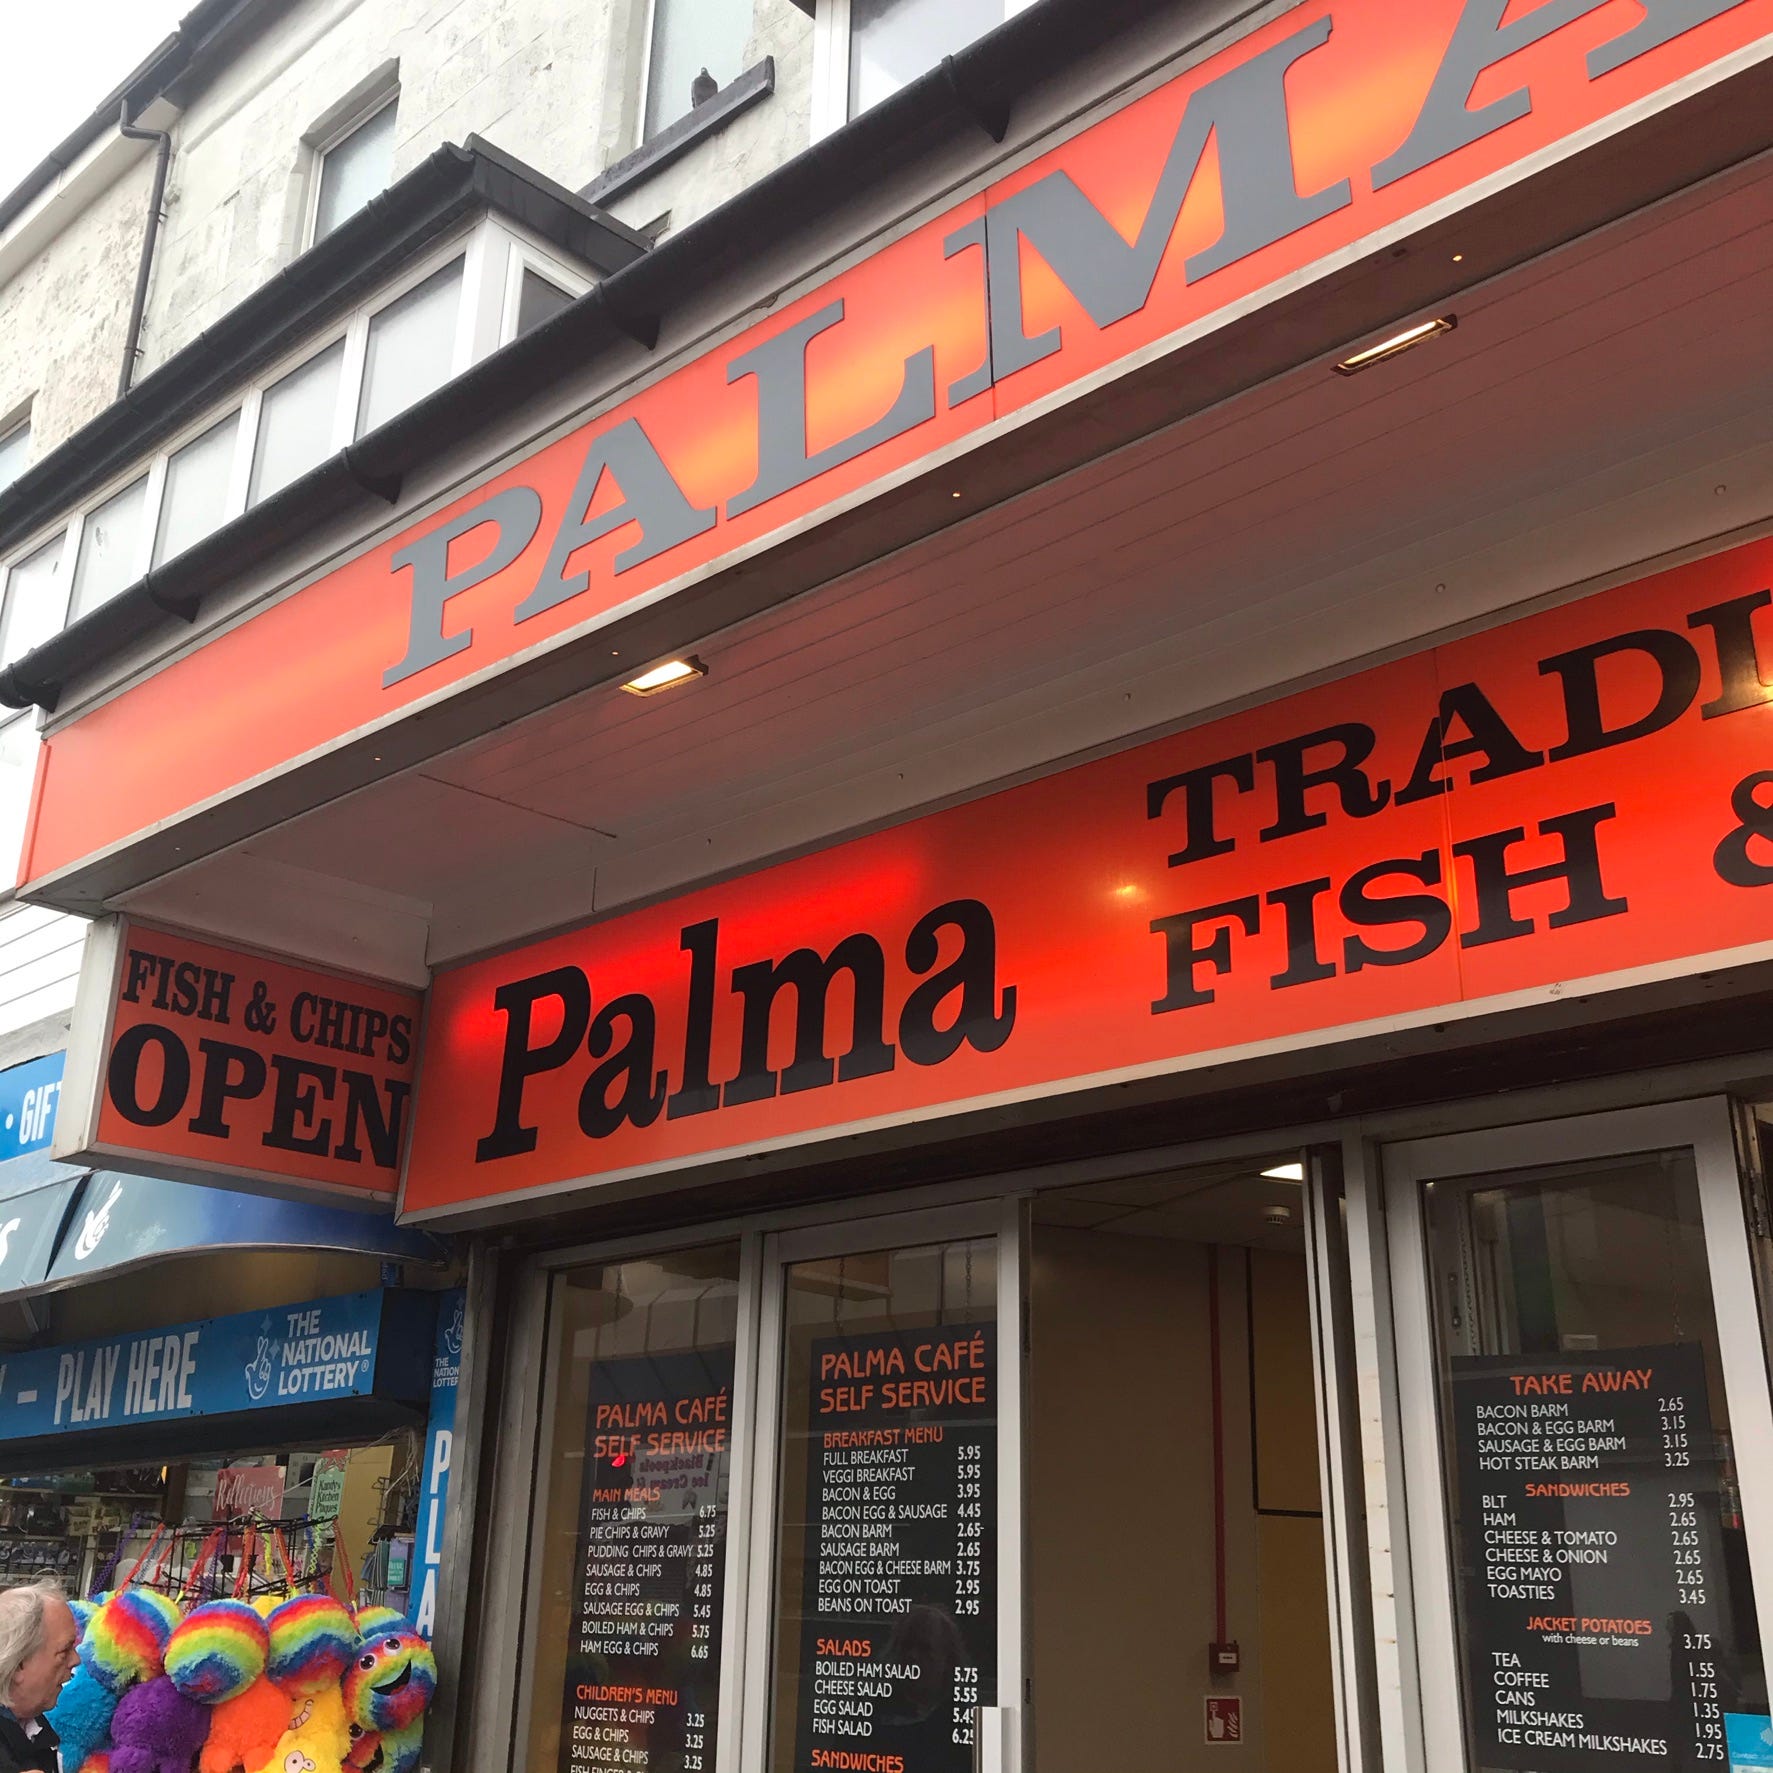 PALMA
Palma
TRADI
FISH &
FISH & CHIPS
OPEN
• GIFT
PLAY HERE
THE
NATIONAL
LOTTERY®
PALMA CAFÉ
SELF SERVICE
MAIN MEALS
FISH & CHIPS 6.75
PIE CHIPS & GRAVY 5.25
PUDDING CHIPS & GRAVY 5.25
SAUSAGE & CHIPS 4.85
EGG & CHIPS 4.85
SAUSAGE EGG & CHIPS 5.45
BOILED HAM & CHIPS 5.75
HAM EGG & CHIPS 6.65
CHILDREN'S MENU
NUGGETS & CHIPS 3.25
EGG & CHIPS 3.25
SAUSAGE & CHIPS 3.25
PALMA CAFÉ
SELF SERVICE
BREAKFAST MENU
FULL BREAKFAST 5.95
VEGGI BREAKFAST 5.95
BACON & EGG 3.95
BACON EGG & SAUSAGE 4.45
BACON BARM 2.65
SAUSAGE BARM 2.65
BACON EGG & CHEESE BARM 3.75
EGG ON TOAST 2.95
BEANS ON TOAST 2.95
SALADS
BOILED HAM SALAD 5.75
CHEESE SALAD 5.55
EGG SALAD 5.45
FISH SALAD 6.25
SANDWICHES
TAKE AWAY
BACON BARM 2.65
BACON & EGG BARM 3.15
SAUSAGE & EGG BARM 3.15
HOT STEAK BARM 3.25
SANDWICHES
BLT 2.95
HAM 2.65
CHEESE & TOMATO 2.65
CHEESE & ONION 2.65
EGG MAYO 2.65
TOASTIES 3.45
JACKET POTATOES
with cheese or beans 3.75
TEA 1.55
COFFEE 1.75
CANS 1.35
MILKSHAKES 1.95
ICE CREAM MILKSHAKES 2.75